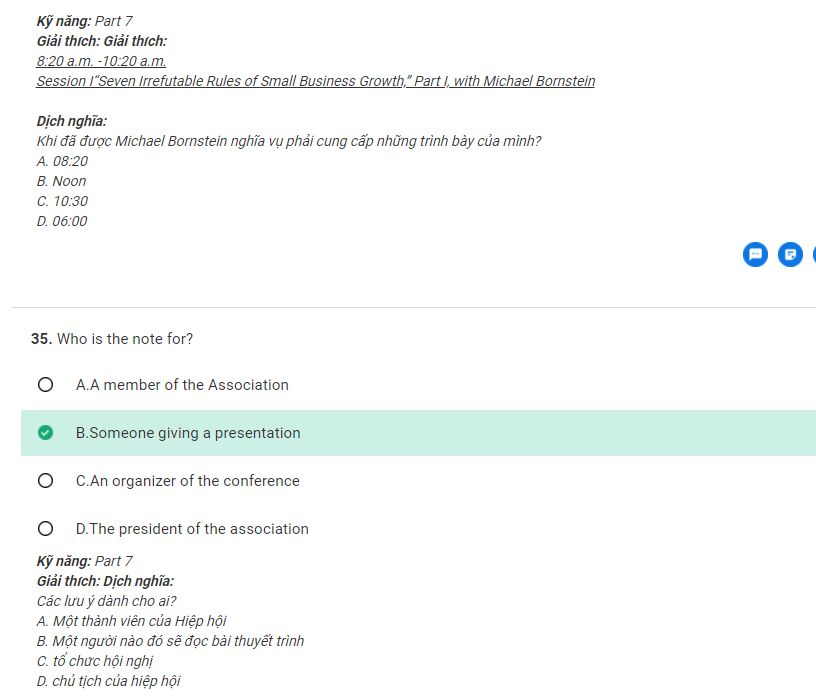 Kỹ năng: Part 7
Giải thích: Giải thích:
8:20 a.m. -10:20 a.m.
Session I“Seven Irrefutable Rules of Small Business Growth,” Part I, with Michael Bornstein
Dịch nghĩa:
Khi đã được Michael Bornstein nghĩa vụ phải cung cấp những trình bày của mình?
A. 08:20
B. Noon
C. 10:30
D. 06:00
35. Who is the note for?
A.A member of the Association
B.Someone giving a presentation
C.An organizer of the conference
D.The president of the association
Kỹ năng: Part 7
Giải thích: Dịch nghĩa:
Các lưu ý dành cho ai?
A. Một thành viên của Hiệp hội
B. Một người nào đó sẽ đọc bài thuyết trình
C. tổ chức hội nghị
D. chủ tịch của hiệp hội